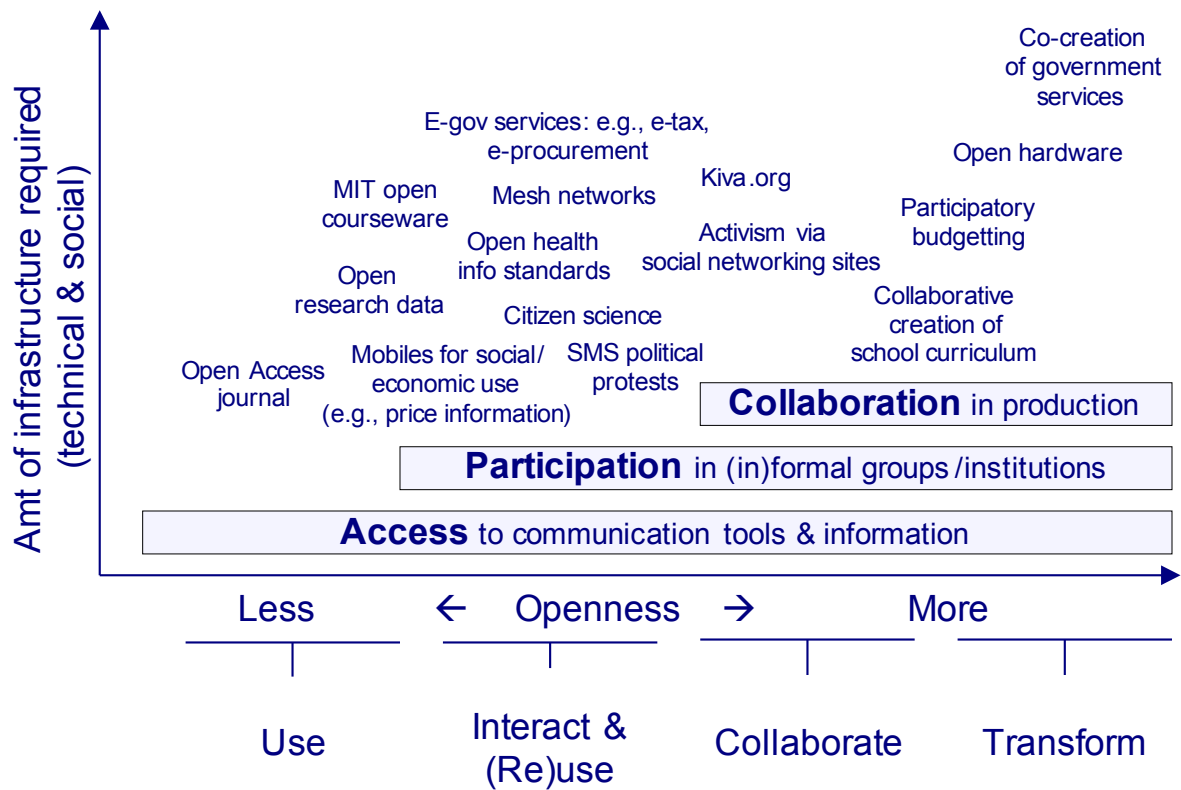 Amt of infrastructure required
(technical & social)
Co-creation
of government
services
E-gov services: e.g., e-tax,
e-procurement
Open hardware
MIT open
courseware
Mesh networks
Kiva.org
Participatory
budgetting
Open health
info standards
Activism via
social networking sites
Open
research data
Citizen science
Collaborative
creation of
school curriculum
Open Access
journal
Mobiles for social/
economic use
(e.g., price information)
SMS political
protests
Collaboration in production
Participation in (in)formal groups/institutions
Access to communication tools & information
Less ← Openness → More
Use
Interact &
(Re)use
Collaborate
Transform